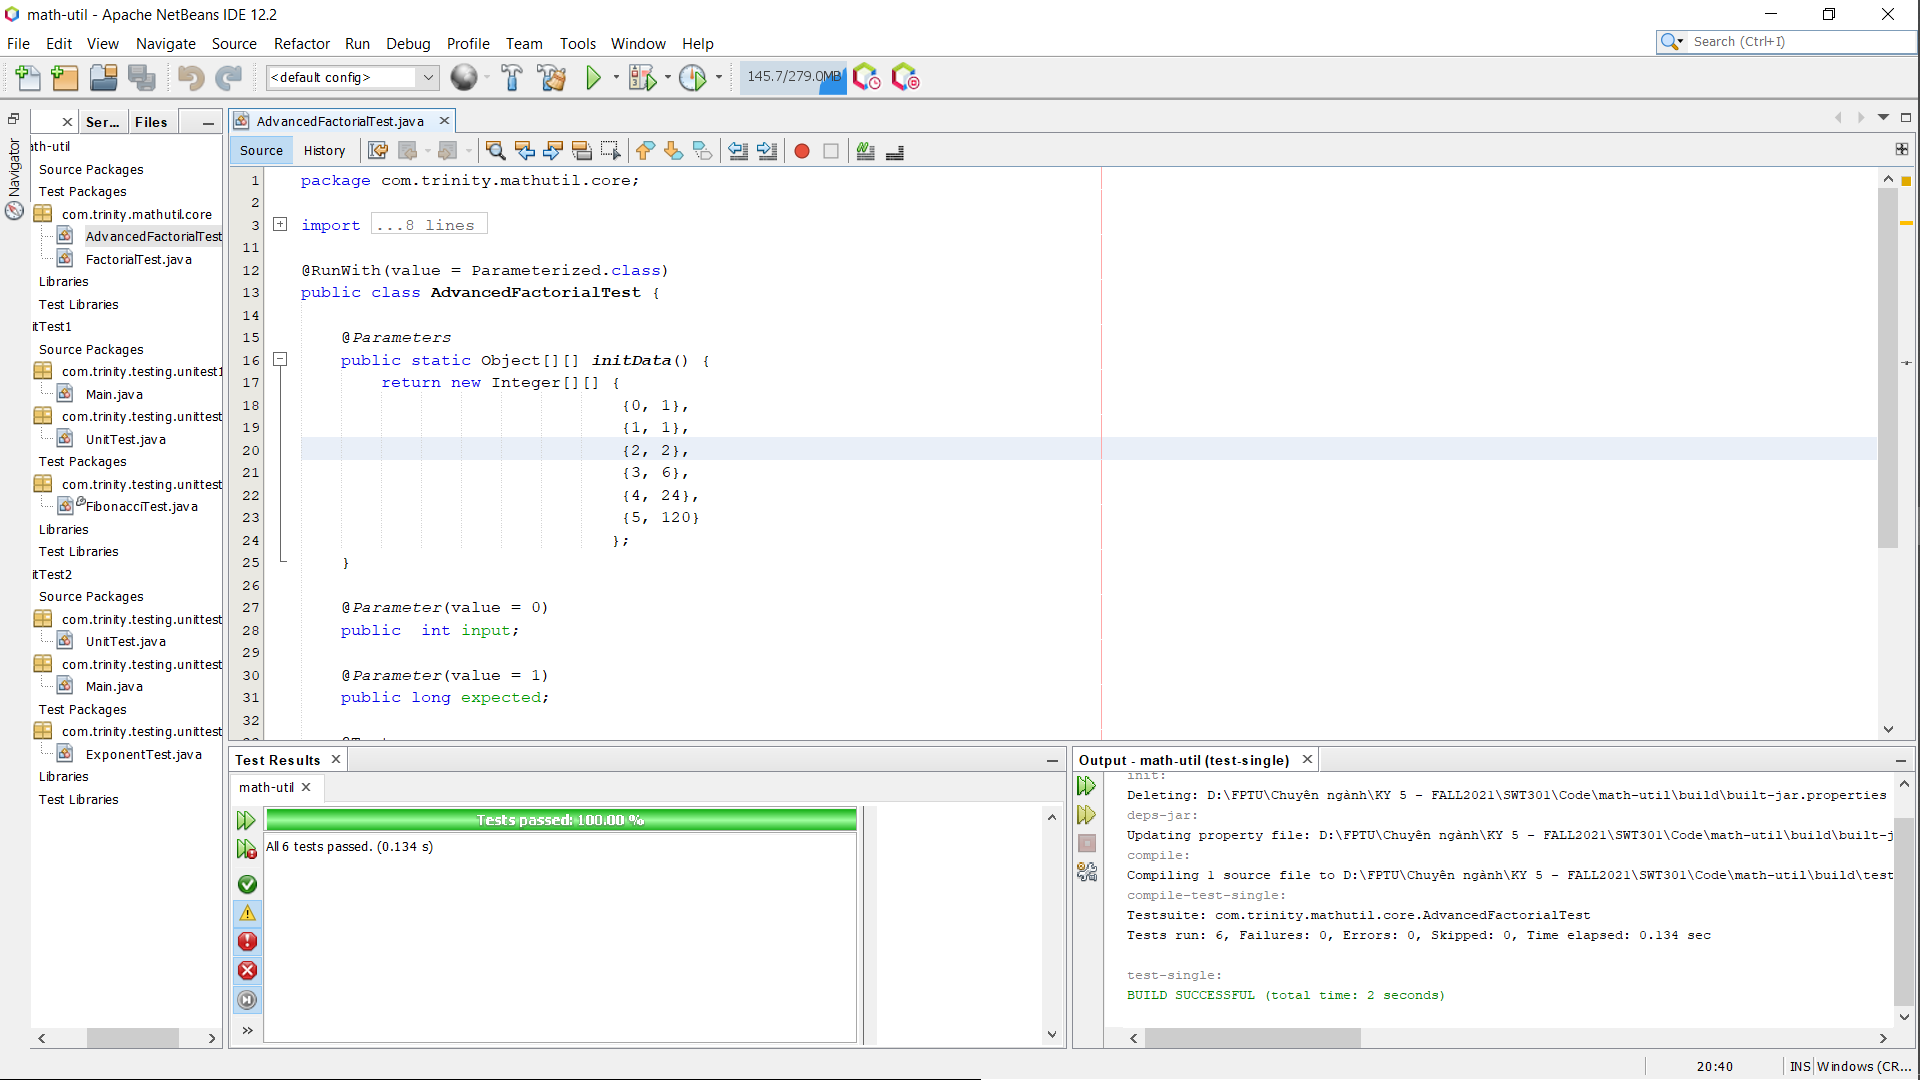 math-util - Apache NetBeans IDE 12.2
File Edit View Navigate Source Refactor Run Debug Profile Team Tools Window Help
Search (Ctrl+I)
<default config>
145.7/279.0MB
Navigator
Ser... Files
ath-util
Source Packages
Test Packages
com.trinity.mathutil.core
AdvancedFactorialTest
FactorialTest.java
Libraries
Test Libraries
itTest1
Source Packages
com.trinity.testing.unitest1
Main.java
com.trinity.testing.unittest
UnitTest.java
Test Packages
com.trinity.testing.unittest
FibonacciTest.java
Libraries
Test Libraries
itTest2
Source Packages
com.trinity.testing.unittest
UnitTest.java
com.trinity.testing.unittest
Main.java
Test Packages
com.trinity.testing.unittest
ExponentTest.java
Libraries
Test Libraries
AdvancedFactorialTest.java
Source History
1 package com.trinity.mathutil.core;
2
3 import ...8 lines
11
12 @RunWith(value = Parameterized.class)
13 public class AdvancedFactorialTest {
14
15 @Parameters
16 public static Object[][] initData() {
17 return new Integer[][] {
18 {0, 1},
19 {1, 1},
20 {2, 2},
21 {3, 6},
22 {4, 24},
23 {5, 120}
24 };
25 }
26
27 @Parameter(value = 0)
28 public int input;
29
30 @Parameter(value = 1)
31 public long expected;
32
Test Results
math-util
Tests passed: 100.00 %
All 6 tests passed. (0.134 s)
Output - math-util (test-single)
init:
Deleting: D:\FPTU\Chuyên ngành\KY 5 - FALL2021\SWT301\Code\math-util\build\built-jar.properties
deps-jar:
Updating property file: D:\FPTU\Chuyên ngành\KY 5 - FALL2021\SWT301\Code\math-util\build\built-j
compile:
Compiling 1 source file to D:\FPTU\Chuyên ngành\KY 5 - FALL2021\SWT301\Code\math-util\build\test
compile-test-single:
Testsuite: com.trinity.mathutil.core.AdvancedFactorialTest
Tests run: 6, Failures: 0, Errors: 0, Skipped: 0, Time elapsed: 0.134 sec
test-single:
BUILD SUCCESSFUL (total time: 2 seconds)
20:40 INS Windows (CR...